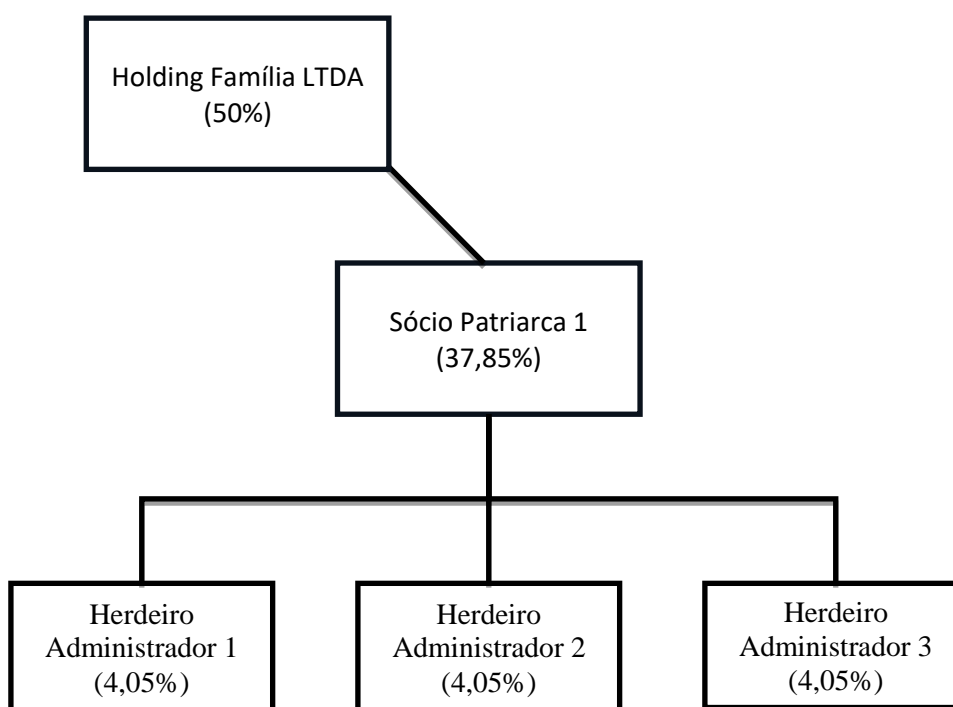 Holding Família LTDA
(50%)
Sócio Patriarca 1
(37,85%)
Herdeiro
Administrador 1
(4,05%)
Herdeiro
Administrador 2
(4,05%)
Herdeiro
Administrador 3
(4,05%)